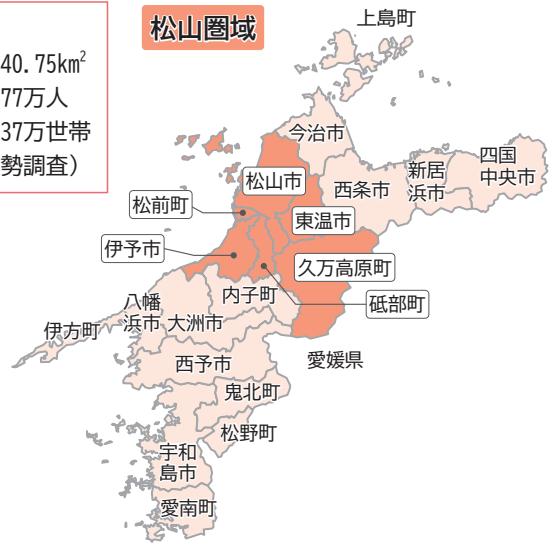 松山圏域
40.75km²
77万人
37万世帯
勢調査）
上島町
今治市
松山市
西条市
新居
浜市
四国
中央市
松前町
東温市
伊予市
久万高原町
内子町
砥部町
八幡
浜市
大洲市
伊方町
西予市
愛媛県
鬼北町
松野町
宇和
島市
愛南町